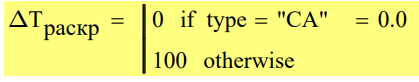 ΔTраскр = 0 if type = "CA" = 0.0
100 otherwise